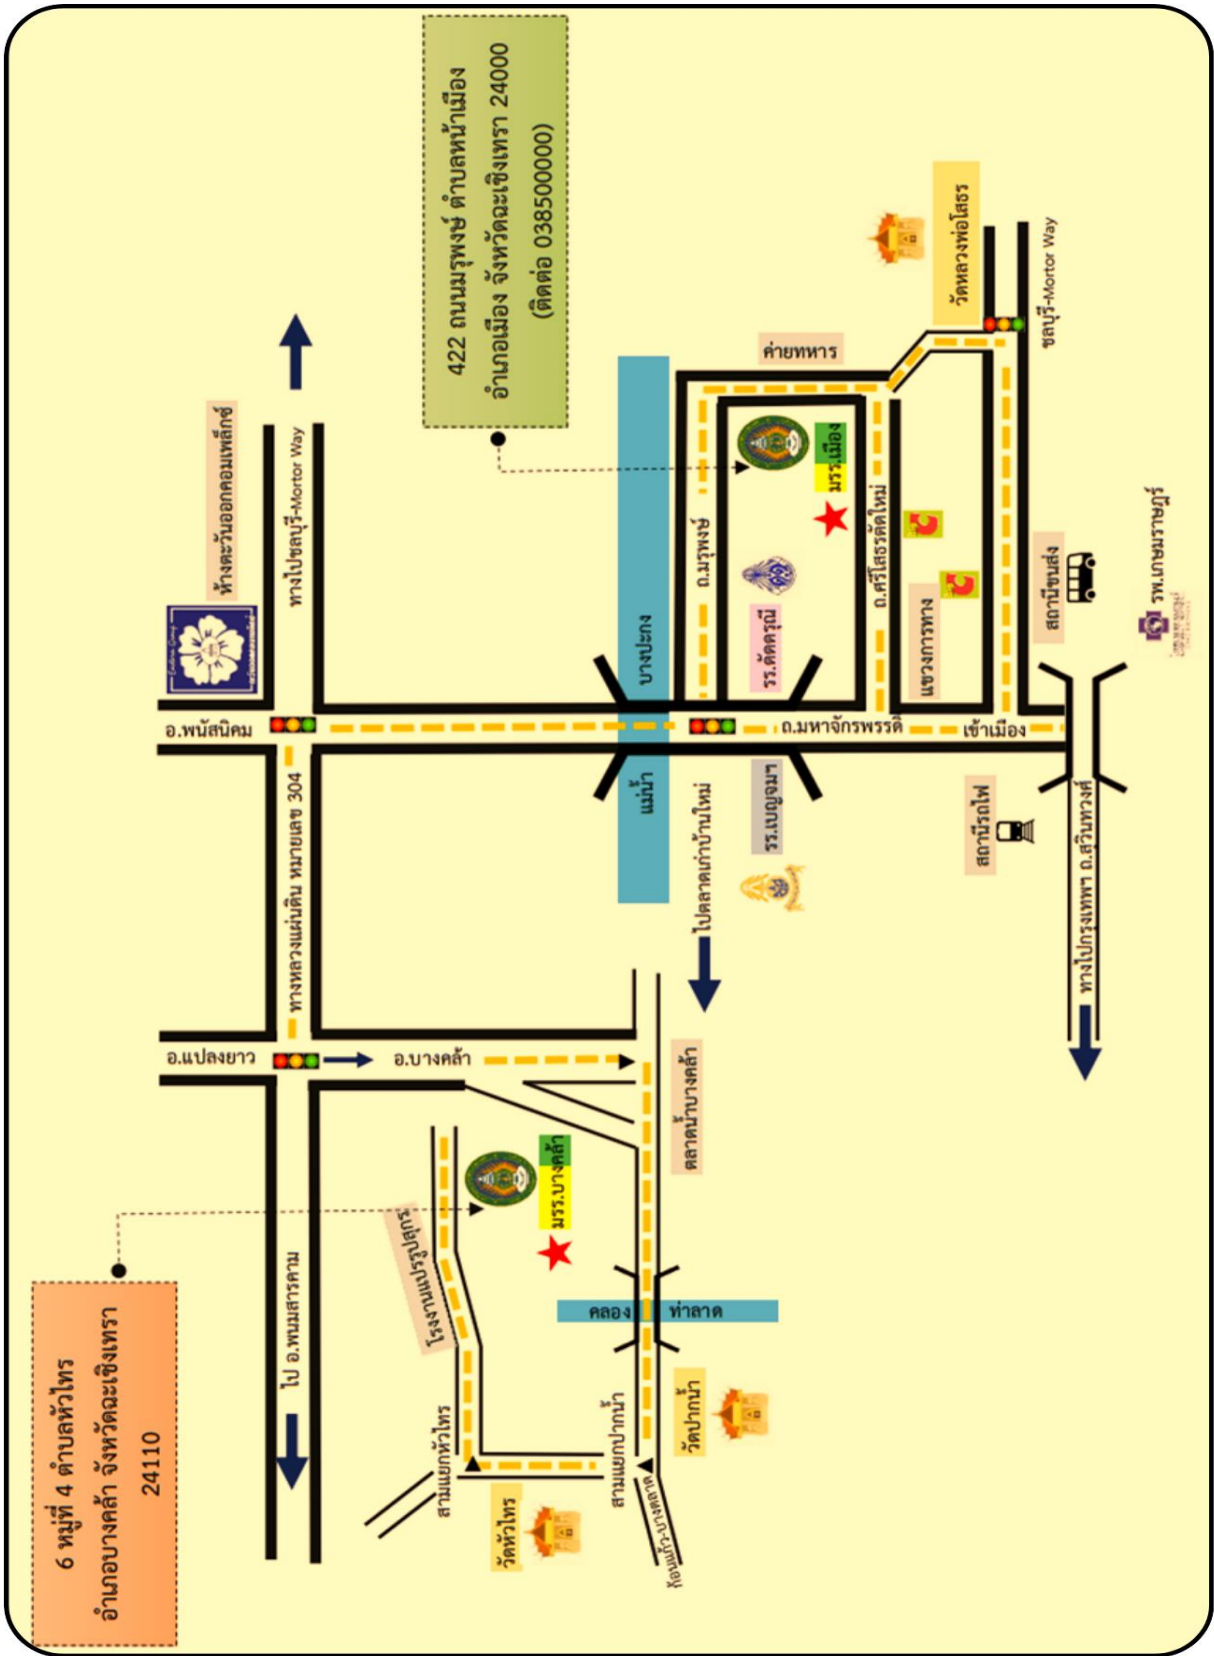 6 หมู่ที่ 4 ตำบลหัวไทร
อำเภอบางคล้า จังหวัดฉะเชิงเทรา
24110
422 ถนนมรุพงษ์ ตำบลหน้าเมือง
อำเภอเมือง จังหวัดฉะเชิงเทรา 24000
(ติดต่อ 038500000)
ห้างตะวันออกคอมเพล็กซ์
อ.แปลงยาว
อ.พนัสนิคม
ไป อ.พนมสารคาม
ทางหลวงแผ่นดิน หมายเลข 304
ทางไปชลบุรี-Mortor Way
อ.บางคล้า
โรงงานแปรรูปสุกร
สามแยกหัวไทร
วัดหัวไทร
มรร.บางคล้า
คลอง
ท่าลาด
สามแยกปากน้ำ
วัดปากน้ำ
ตลาดน้ำบางคล้า
แม่น้ำ
บางปะกง
ไปตลาดเก่าบ้านใหม่
ถ.มรุพงษ์
ค่ายทหาร
รร.เบญจมฯ
รร.ดัดดรุณี
มรร.เมือง
ถ.มหาจักรพรรดิ์
ถ.ศรีโสธรตัดใหม่
แขวงการทาง
วัดหลวงพ่อโสธร
เข้าเมือง
สถานีรถไฟ
สถานีขนส่ง
ชลบุรี-Mortor Way
ทางไปกรุงเทพฯ ถ.สุวินทวงศ์
รพ.เกษมราษฎร์